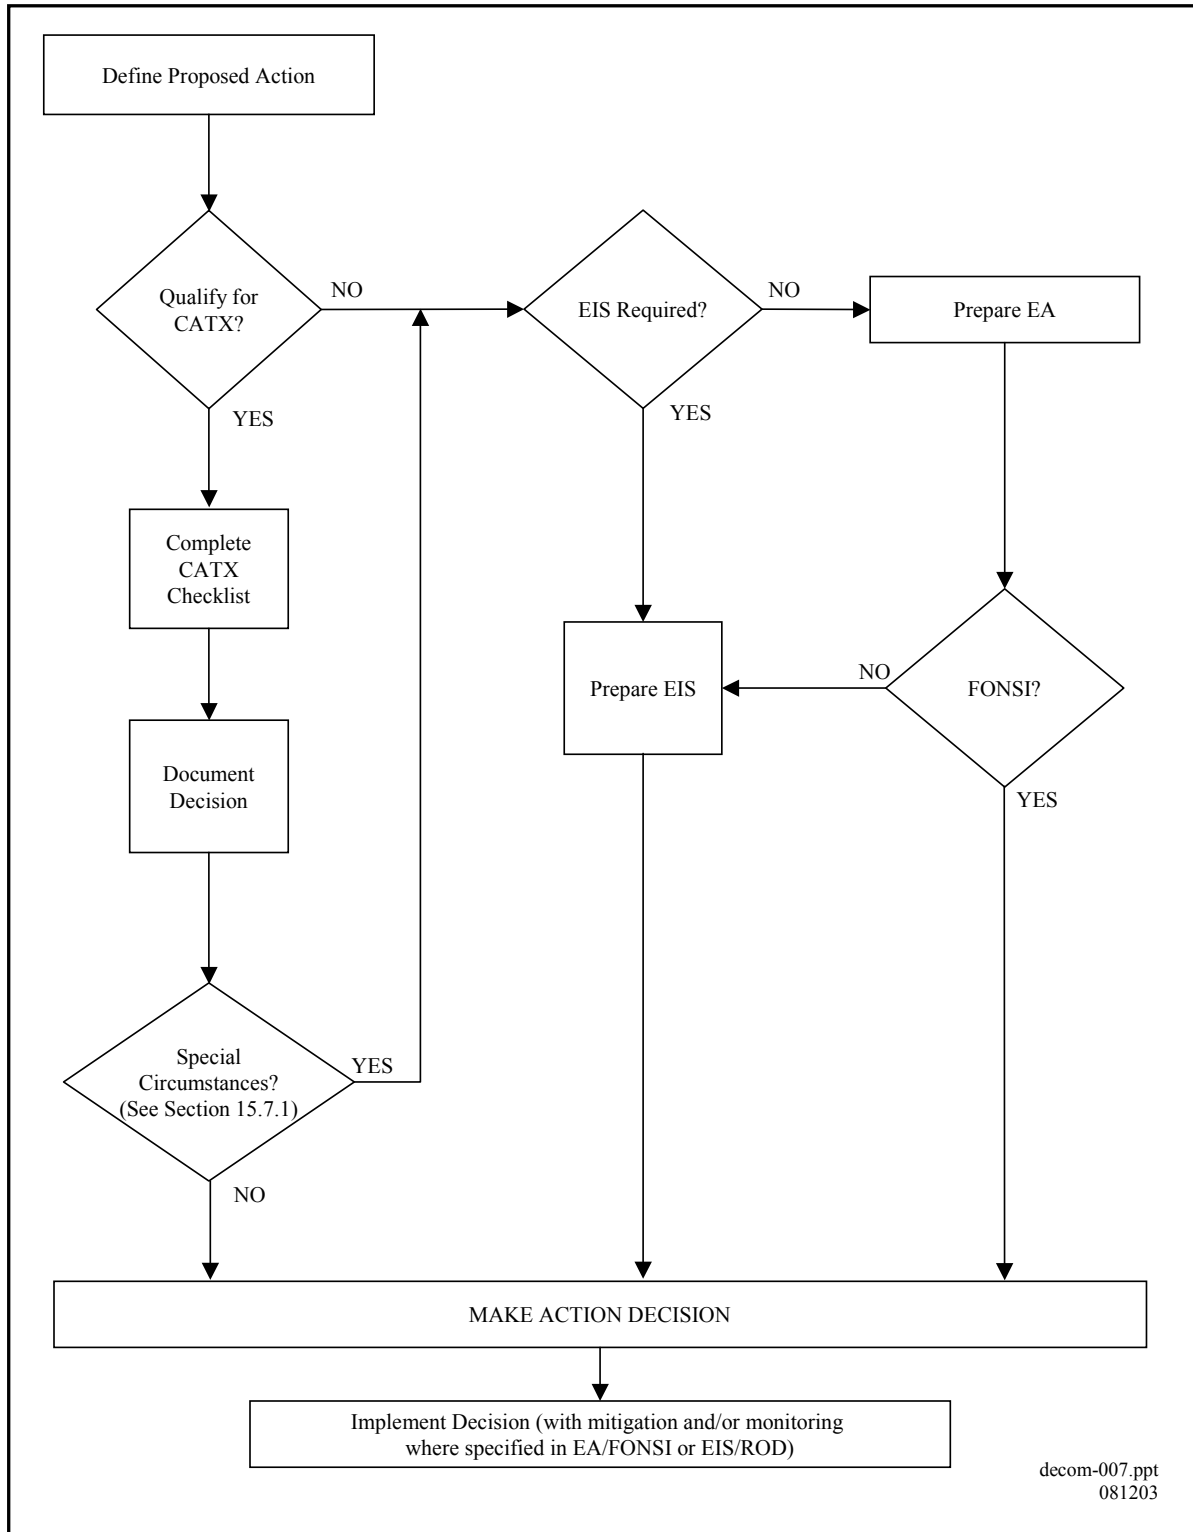 Define Proposed Action
Qualify for
CATX?
NO
YES
EIS Required?
NO
YES
Prepare EA
Complete
CATX
Checklist
Prepare EIS
NO
FONSI?
YES
Document
Decision
Special
Circumstances?
(See Section 15.7.1)
YES
NO
MAKE ACTION DECISION
Implement Decision (with mitigation and/or monitoring
where specified in EA/FONSI or EIS/ROD)
decom-007.ppt
081203